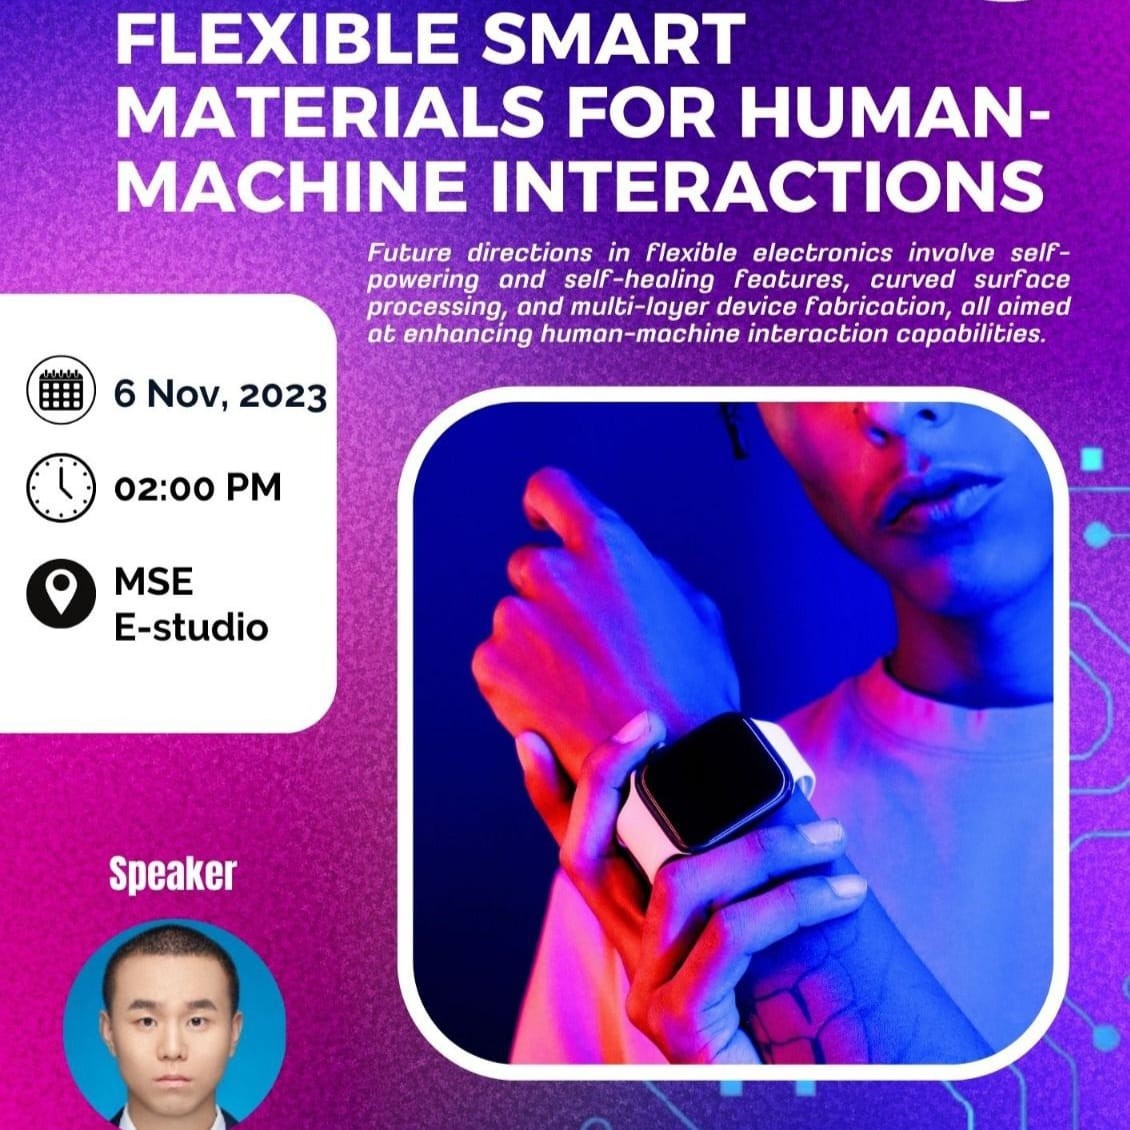 FLEXIBLE SMART
MATERIALS FOR HUMAN-
MACHINE INTERACTIONS
Future directions in flexible electronics involve self-
powering and self-healing features, curved surface
processing, and multi-layer device fabrication, all aimed
at enhancing human-machine interaction capabilities.
6 Nov, 2023
02:00 PM
MSE
E-studio
Speaker